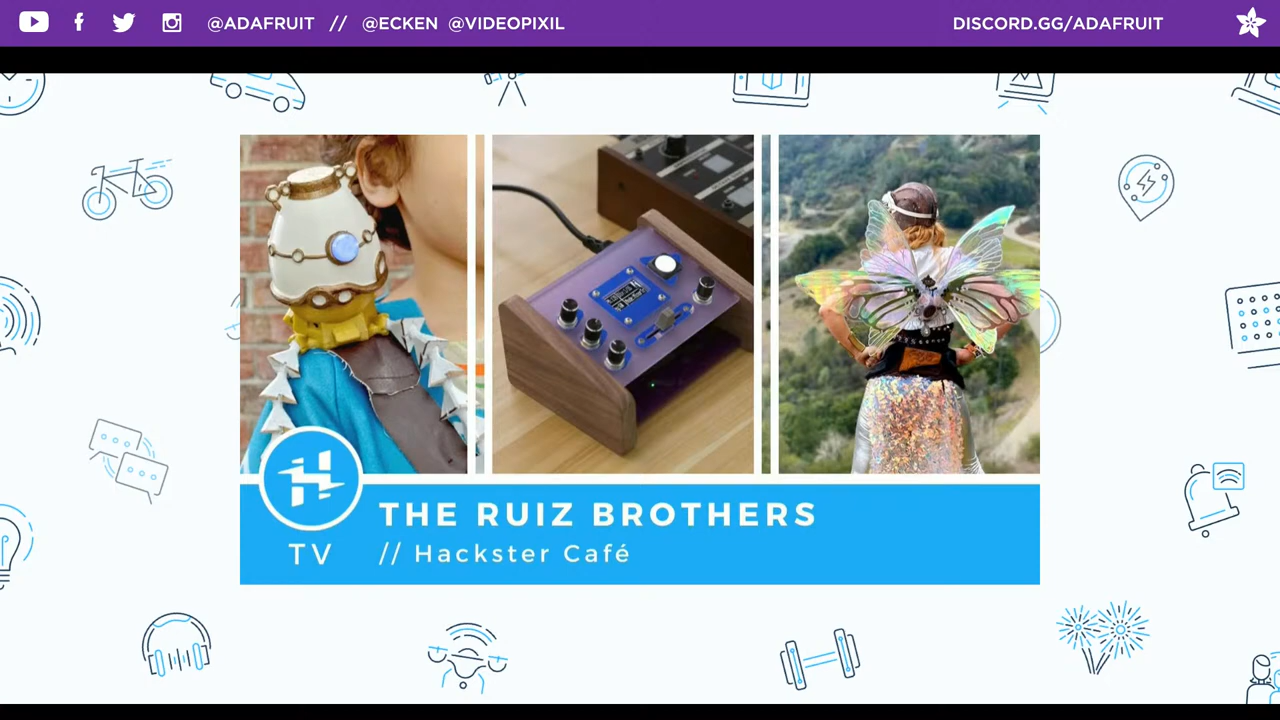 @ADAFRUIT // @ECKEN @VIDEOPIXIL
DISCORD.GG/ADAFRUIT
THE RUIZ BROTHERS
TV // Hackster Café